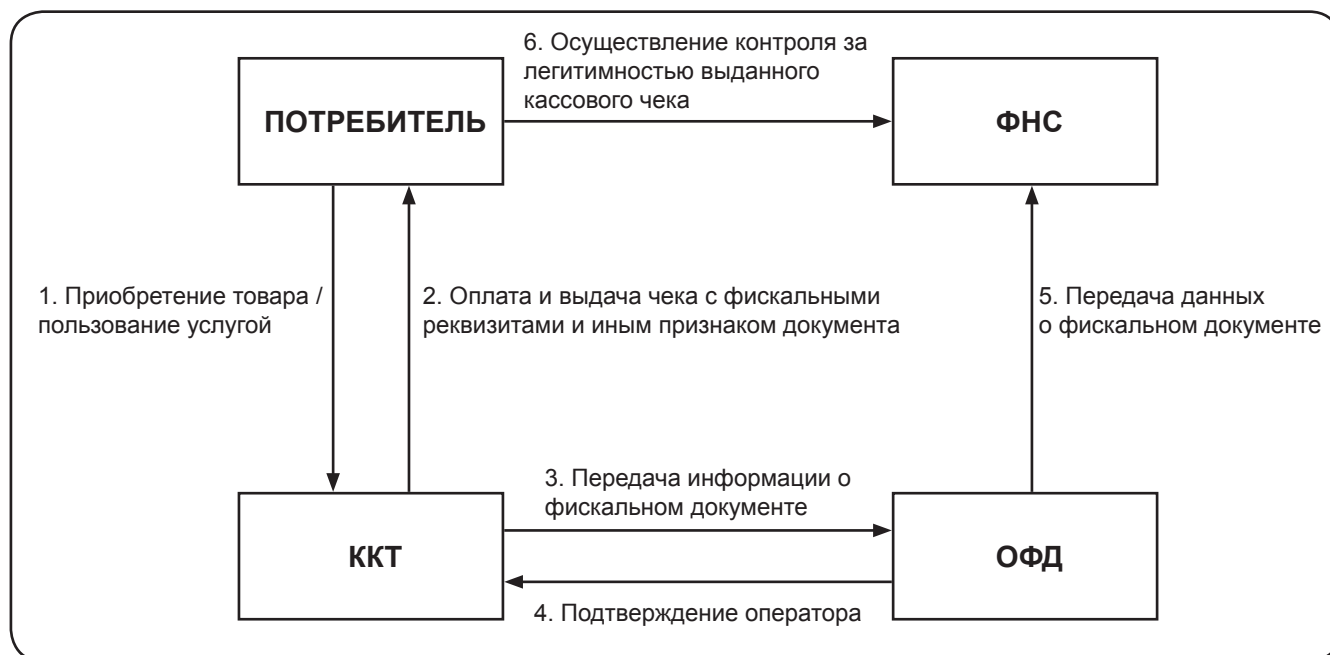 6. Осуществление контроля за
легитимностью выданного
кассового чека
ПОТРЕБИТЕЛЬ
ФНС
1. Приобретение товара /
пользование услугой
2. Оплата и выдача чека с фискальными
реквизитами и иным признаком документа
5. Передача данных
о фискальном документе
3. Передача информации о
фискальном документе
ККТ
ОФД
4. Подтверждение оператора